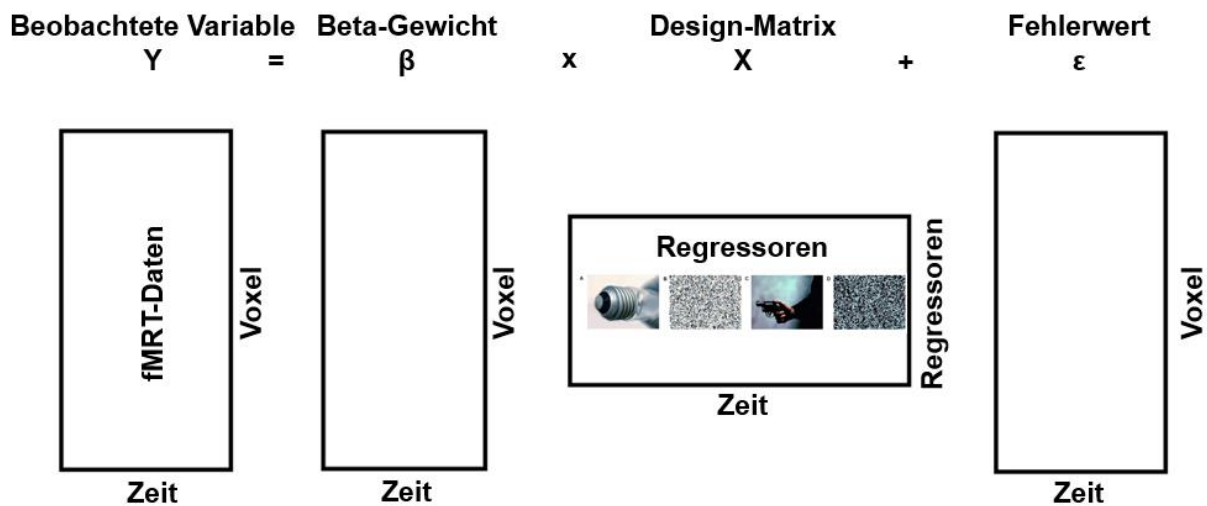 Beobachtete Variable
Beta-Gewicht
Design-Matrix
Fehlerwert
Y = β x X + ε
fMRT-Daten
Voxel
Zeit
Voxel
Zeit
Regressoren
A B C D
Regressoren
Zeit
Voxel
Zeit